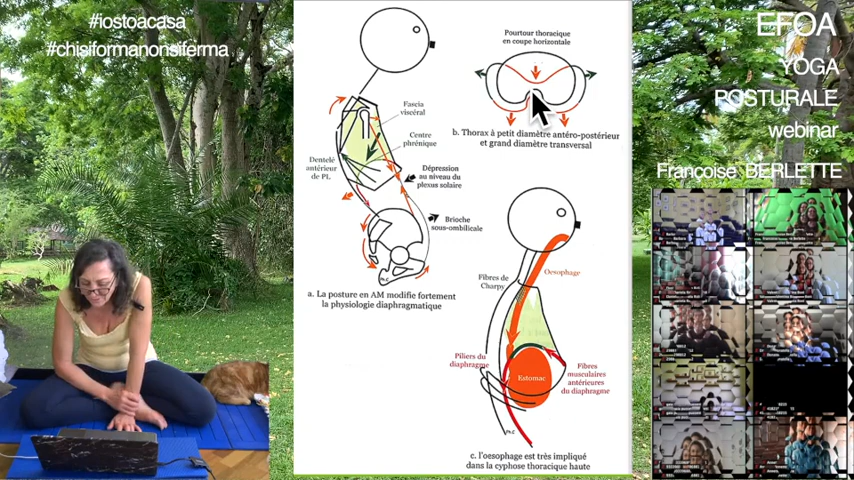 #iostoacasa
#chisiformanonsiferma
Fascia
viscéral
Centre
phrénique
Dentelé
antérieur
de PL
Dépression
au niveau du
plexus solaire
Brioche
sous-ombilicale
a. La posture en AM modifie fortement
la physiologie diaphragmatique
Pourtour thoracique
en coupe horizontale
b. Thorax à petit diamètre antéro-postérieur
et grand diamètre transversal
Fibres de
Charpy
Oesophage
Piliers du
diaphragme
Estomac
Fibres
musculaires
antérieures
du diaphragme
c. l'oesophage est très impliqué
dans la cyphose thoracique haute
EFOA
YOGA
POSTURALE
webinar
Françoise BERLETTE